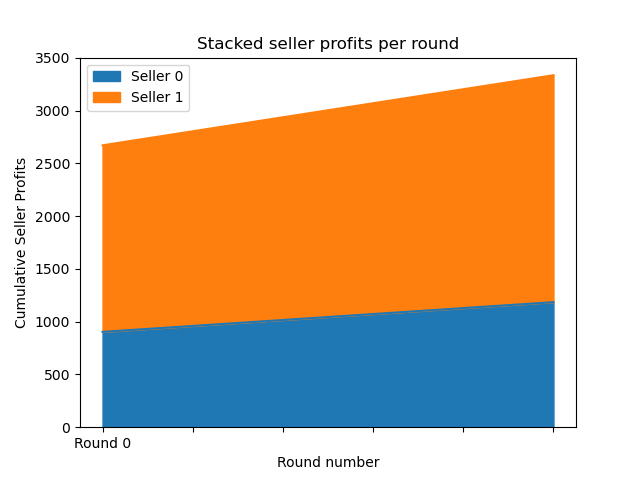 Stacked seller profits per round
Seller 0
Seller 1
3500
3000
2500
2000
1500
1000
500
0
Cumulative Seller Profits
Round 0
Round number